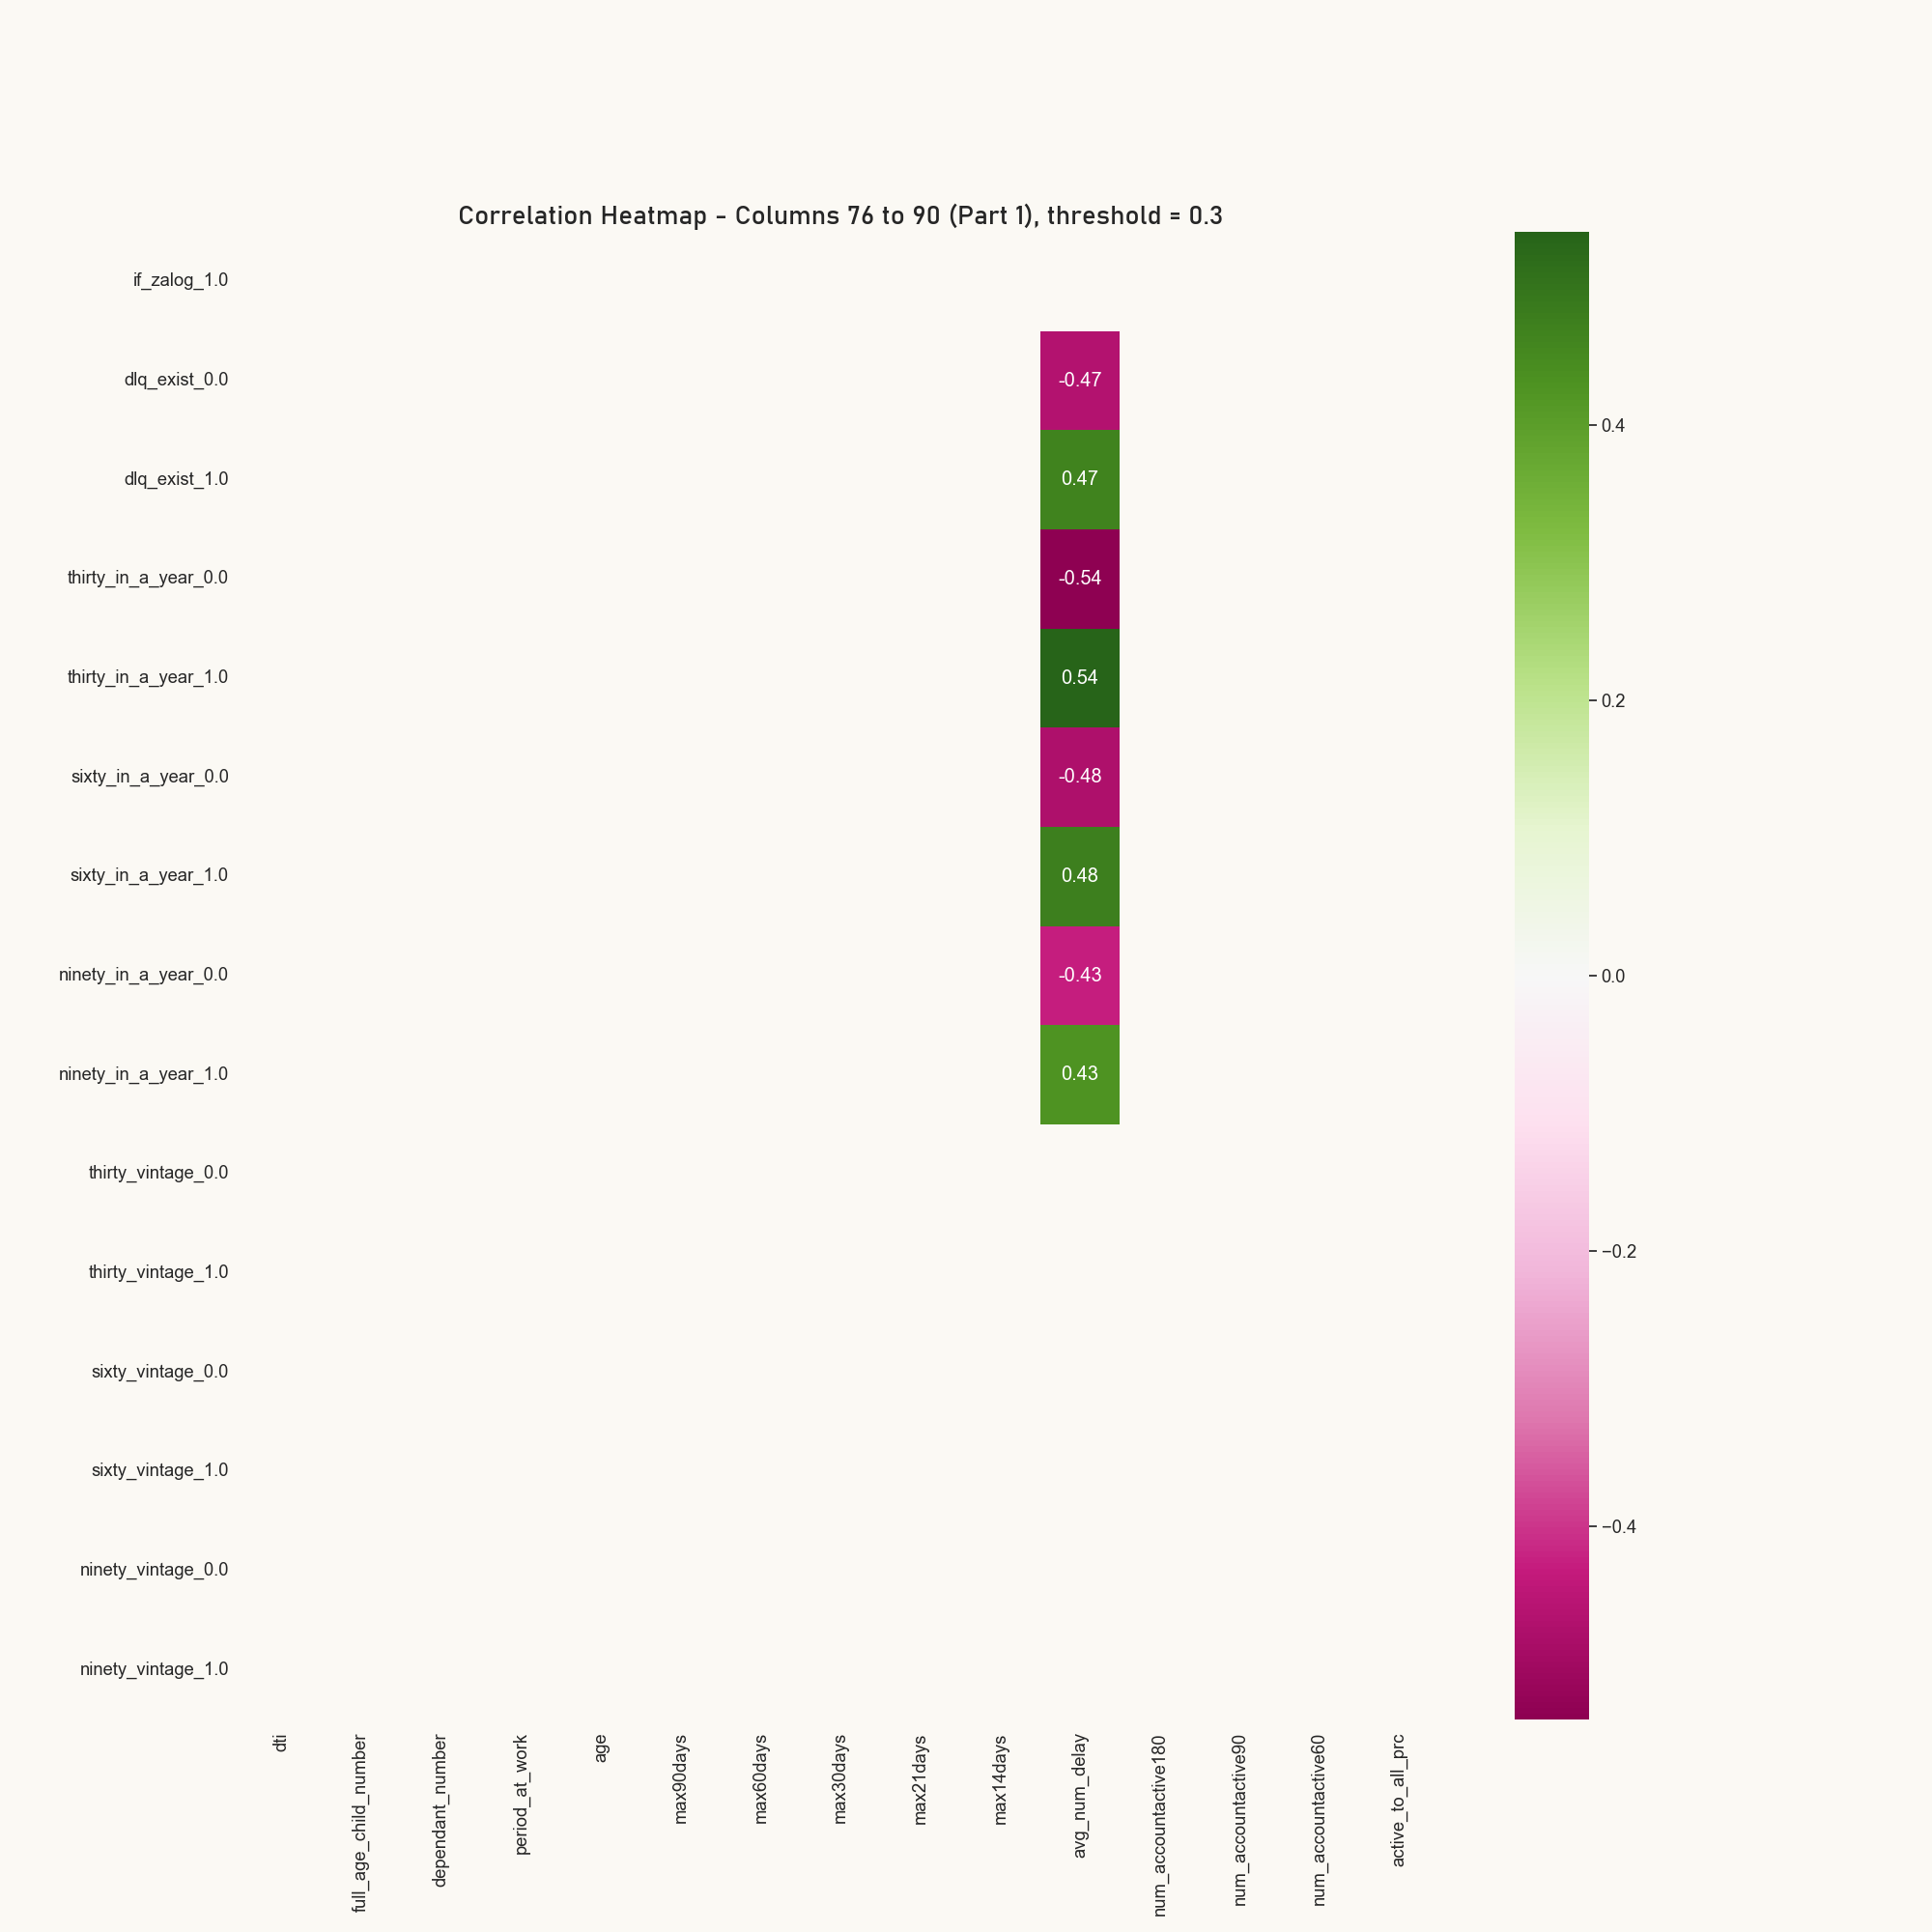 Correlation Heatmap - Columns 76 to 90 (Part 1), threshold = 0.3
if_zalog_1.0
dlq_exist_0.0
-0.47
dlq_exist_1.0
0.47
thirty_in_a_year_0.0
-0.54
thirty_in_a_year_1.0
0.54
sixty_in_a_year_0.0
-0.48
sixty_in_a_year_1.0
0.48
ninety_in_a_year_0.0
-0.43
ninety_in_a_year_1.0
0.43
thirty_vintage_0.0
thirty_vintage_1.0
sixty_vintage_0.0
sixty_vintage_1.0
ninety_vintage_0.0
ninety_vintage_1.0
dti
full_age_child_number
dependant_number
period_at_work
age
max90days
max60days
max30days
max21days
max14days
avg_num_delay
num_accountactive180
num_accountactive90
num_accountactive60
active_to_all_prc
0.4
0.2
0.0
−0.2
−0.4